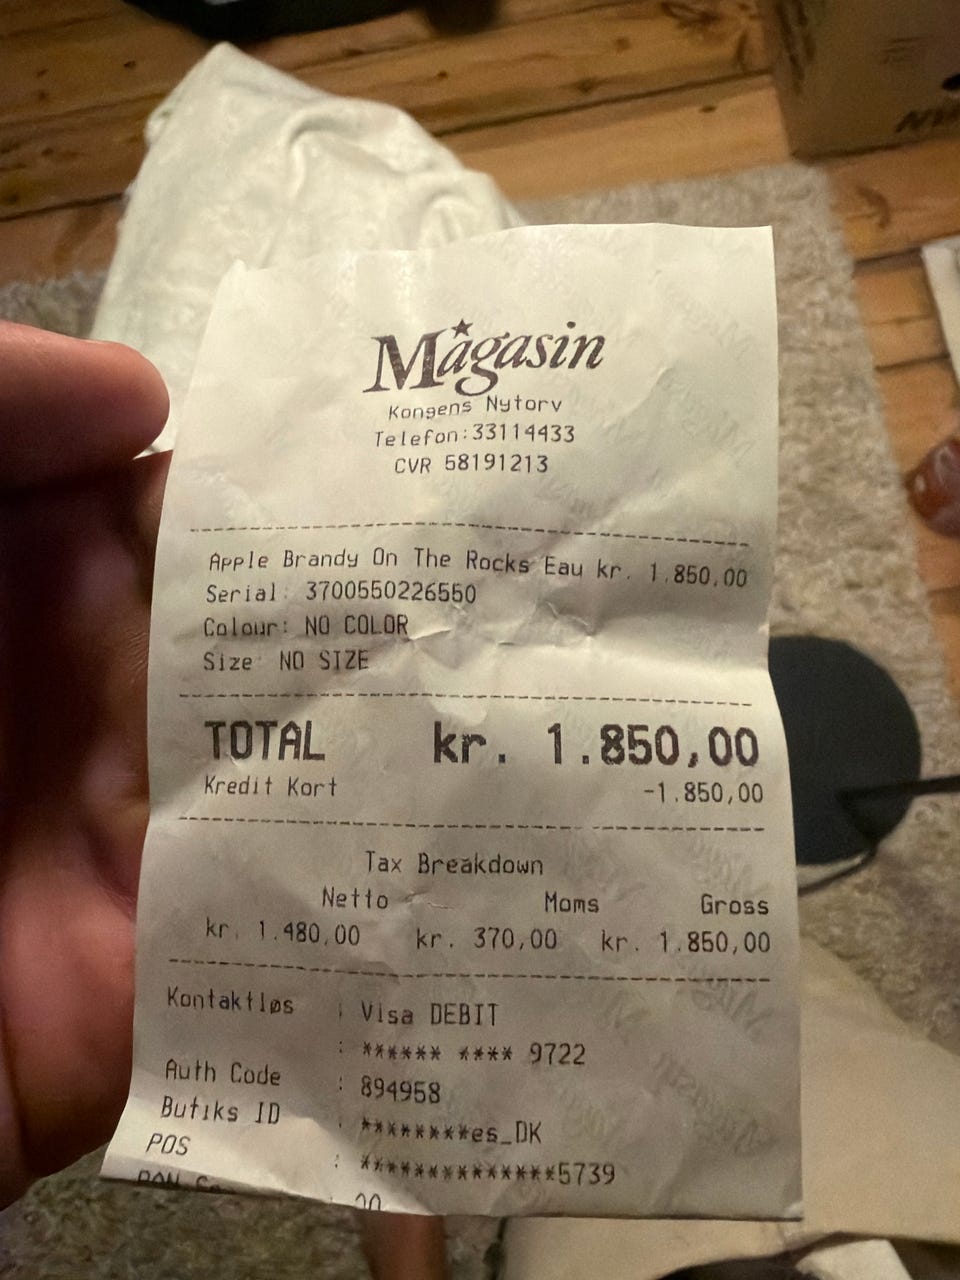 Magasin
Kongens Nytorv
Telefon:33114433
CVR 58191213
Apple Brandy On The Rocks Eau kr. 1.850,00
Serial: 3700550226550
Colour: NO COLOR
Size: NO SIZE
TOTAL kr. 1.850,00
Kredit Kort -1.850,00
Tax Breakdown
Netto Moms Gross
kr. 1.480,00 kr. 370,00 kr. 1.850,00
Kontaktløs : Visa DEBIT
: ****** **** 9722
Auth Code : 894958
Butiks ID : ********es_DK
POS : **************5739